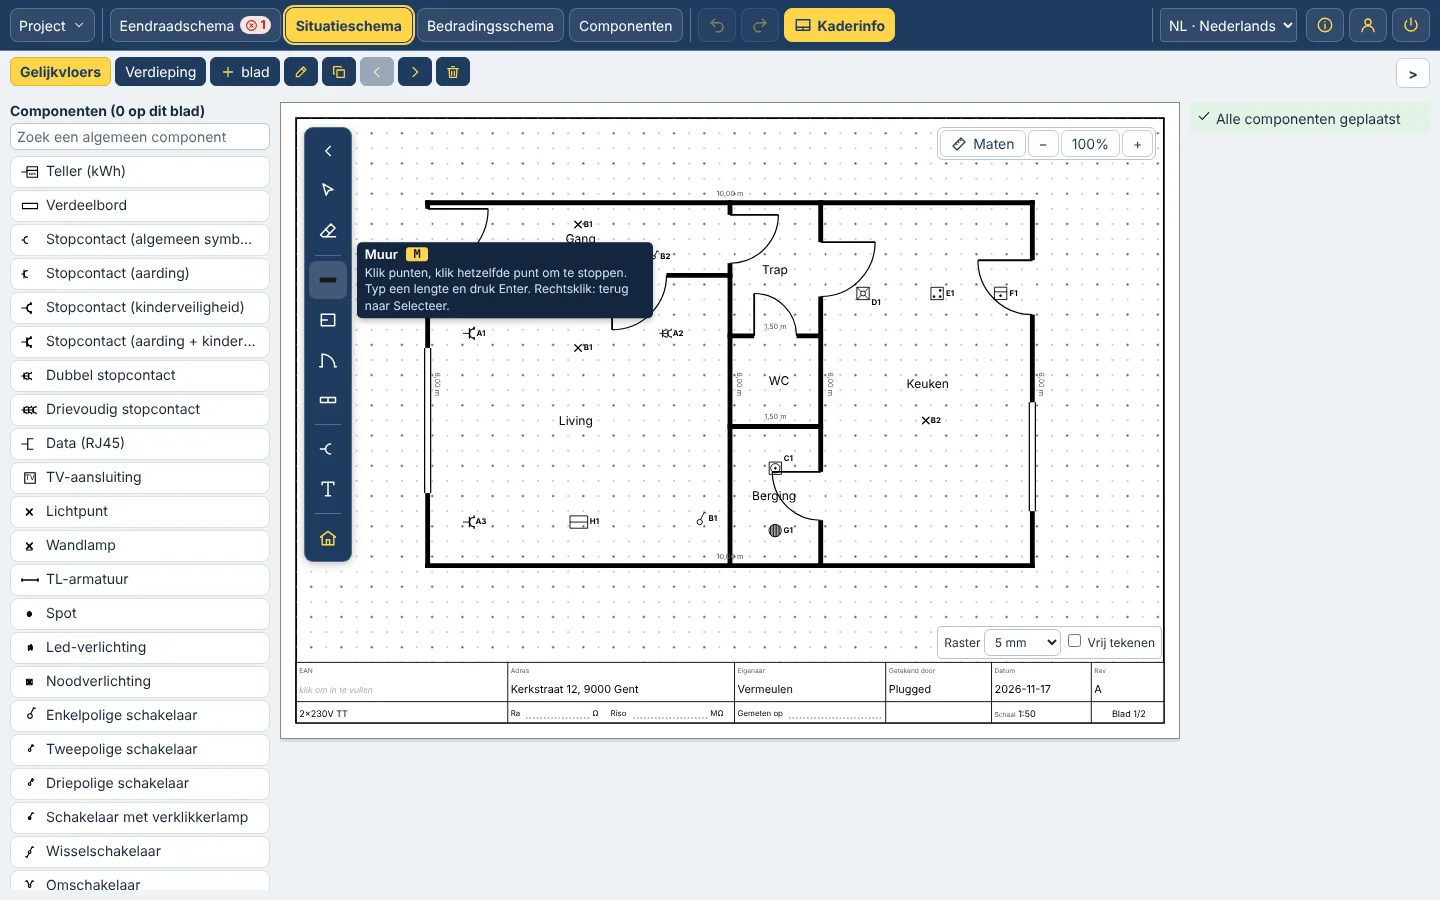 Project
Eendraadschema 1
Situatieschema
Bedradingsschema
Componenten
Kaderinfo
NL · Nederlands
Gelijkvloers
Verdieping
+ blad
>
Componenten (0 op dit blad)
Zoek een algemeen component
Teller (kWh)
Verdeelbord
Stopcontact (algemeen symb...
Stopcontact (aarding)
Stopcontact (kinderveiligheid)
Stopcontact (aarding + kinder...
Dubbel stopcontact
Drievoudig stopcontact
Data (RJ45)
TV-aansluiting
Lichtpunt
Wandlamp
TL-armatuur
Spot
Led-verlichting
Noodverlichting
Enkelpolige schakelaar
Tweepolige schakelaar
Driepolige schakelaar
Schakelaar met verklikkerlamp
Wisselschakelaar
Omschakelaar
Maten
− 100% +
10,00 m
B1
Gang
B2
Muur M
Klik punten, klik hetzelfde punt om te stoppen.
Typ een lengte en druk Enter. Rechtsklik: terug
naar Selecteer.
Trap
D1
E1
F1
A1
B1
A2
1,50 m
6,00 m
6,00 m
6,00 m
6,00 m
WC
Keuken
Living
1,50 m
B2
C1
Berging
A3
H1
B1
G1
10,00 m
Raster 5 mm Vrij tekenen
EAN
klik om in te vullen
Adres
Kerkstraat 12, 9000 Gent
Eigenaar
Vermeulen
Getekend door
Plugged
Datum
2026-11-17
Rev
A
2×230V TT
Ra Ω Riso MΩ
Gemeten op
Schaal 1:50
Blad 1/2
Alle componenten geplaatst